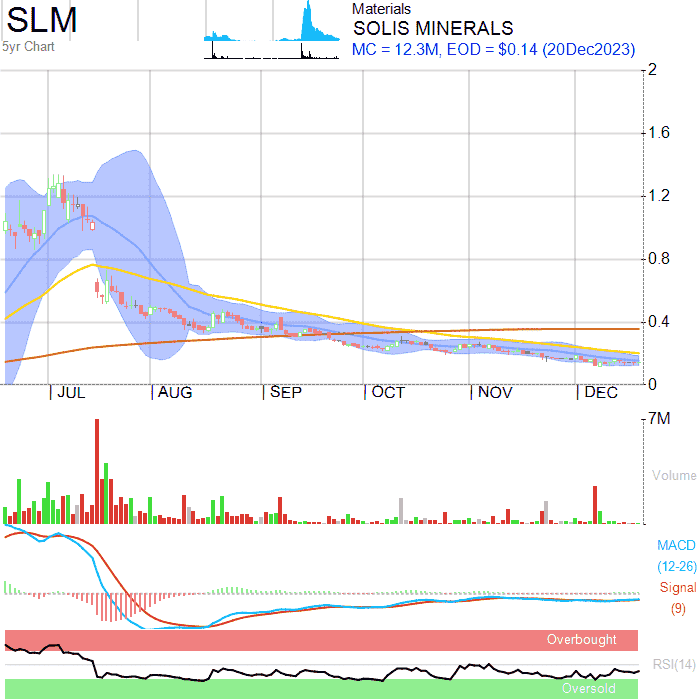 SLM
5yr Chart
Materials
SOLIS MINERALS
MC = 12.3M, EOD = $0.14 (20Dec2023)
2
1.6
1.2
0.8
0.4
0
JUL AUG SEP OCT NOV DEC
7M
Volume
MACD
(12-26)
Signal
(9)
Overbought
RSI(14)
Oversold